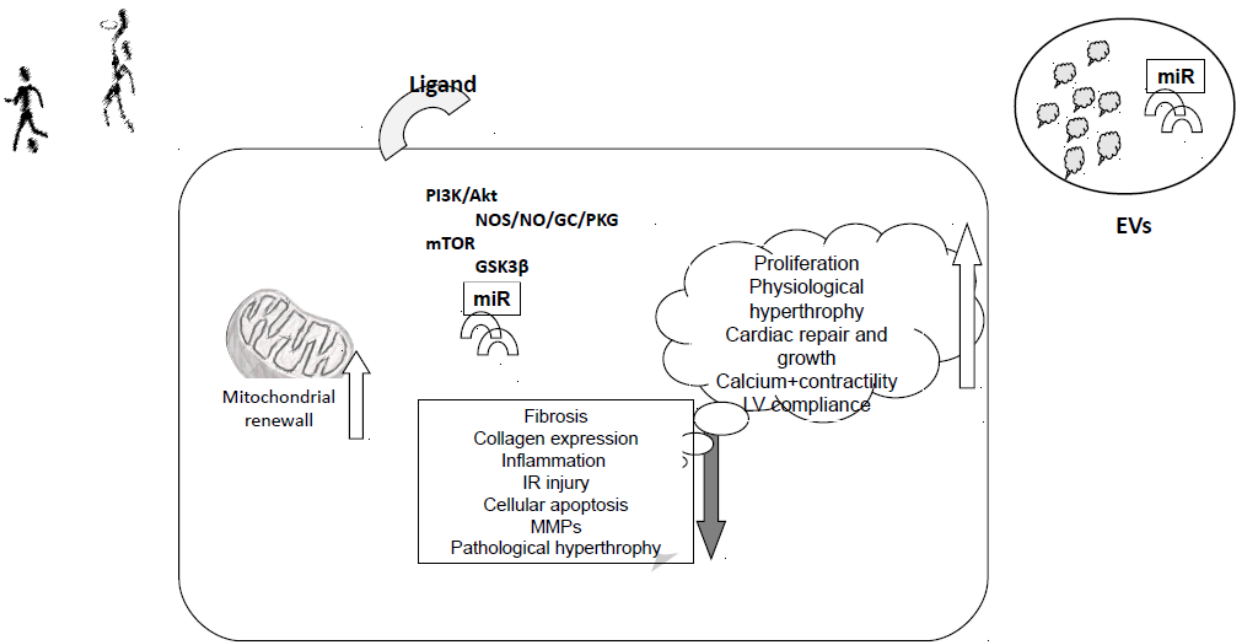 Ligand
miR
EVs
PI3K/Akt
NOS/NO/GC/PKG
mTOR
GSK3β
miR
Mitochondrial
renewall
Proliferation
Physiological
hyperthrophy
Cardiac repair and
growth
Calcium+contractility
LV compliance
Fibrosis
Collagen expression
Inflammation
IR injury
Cellular apoptosis
MMPs
Pathological hyperthrophy